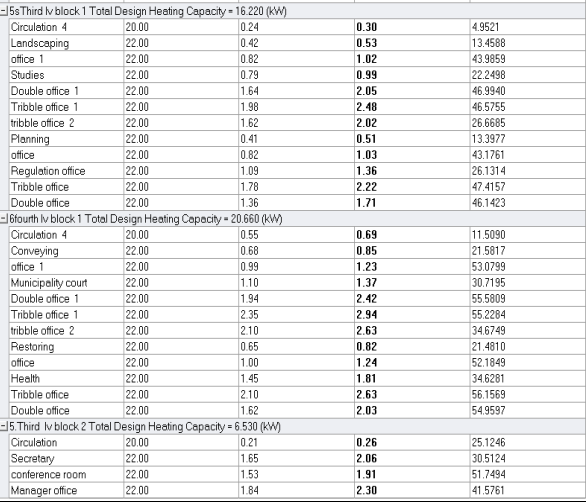 5sThird lv block 1 Total Design Heating Capacity = 16.220 (kW)
Circulation 4 20.00 0.24 0.30 4.9521
Landscaping 22.00 0.42 0.53 13.4588
office 1 22.00 0.82 1.02 43.9859
Studies 22.00 0.79 0.99 22.2498
Double office 1 22.00 1.64 2.05 46.9940
Tribble office 1 22.00 1.98 2.48 46.5755
tribble office 2 22.00 1.62 2.02 26.6685
Planning 22.00 0.41 0.51 13.3977
office 22.00 0.82 1.03 43.1761
Regulation office 22.00 1.09 1.36 26.1314
Tribble office 22.00 1.78 2.22 47.4157
Double office 22.00 1.36 1.71 46.1423
6fourth lv block 1 Total Design Heating Capacity = 20.660 (kW)
Circulation 4 20.00 0.55 0.69 11.5090
Conveying 22.00 0.68 0.85 21.5817
office 1 22.00 0.99 1.23 53.0799
Municipality court 22.00 1.10 1.37 30.7195
Double office 1 22.00 1.94 2.42 55.5809
Tribble office 1 22.00 2.35 2.94 55.2284
tribble office 2 22.00 2.10 2.63 34.6749
Restoring 22.00 0.65 0.82 21.4810
office 22.00 1.00 1.24 52.1849
Health 22.00 1.45 1.81 34.6281
Tribble office 22.00 2.10 2.63 56.1569
Double office 22.00 1.62 2.03 54.9597
5.Third lv block 2 Total Design Heating Capacity = 6.530 (kW)
Circulation 20.00 0.21 0.26 25.1246
Secretary 22.00 1.65 2.06 30.5124
conference room 22.00 1.53 1.91 51.7494
Manager office 22.00 1.84 2.30 41.5761